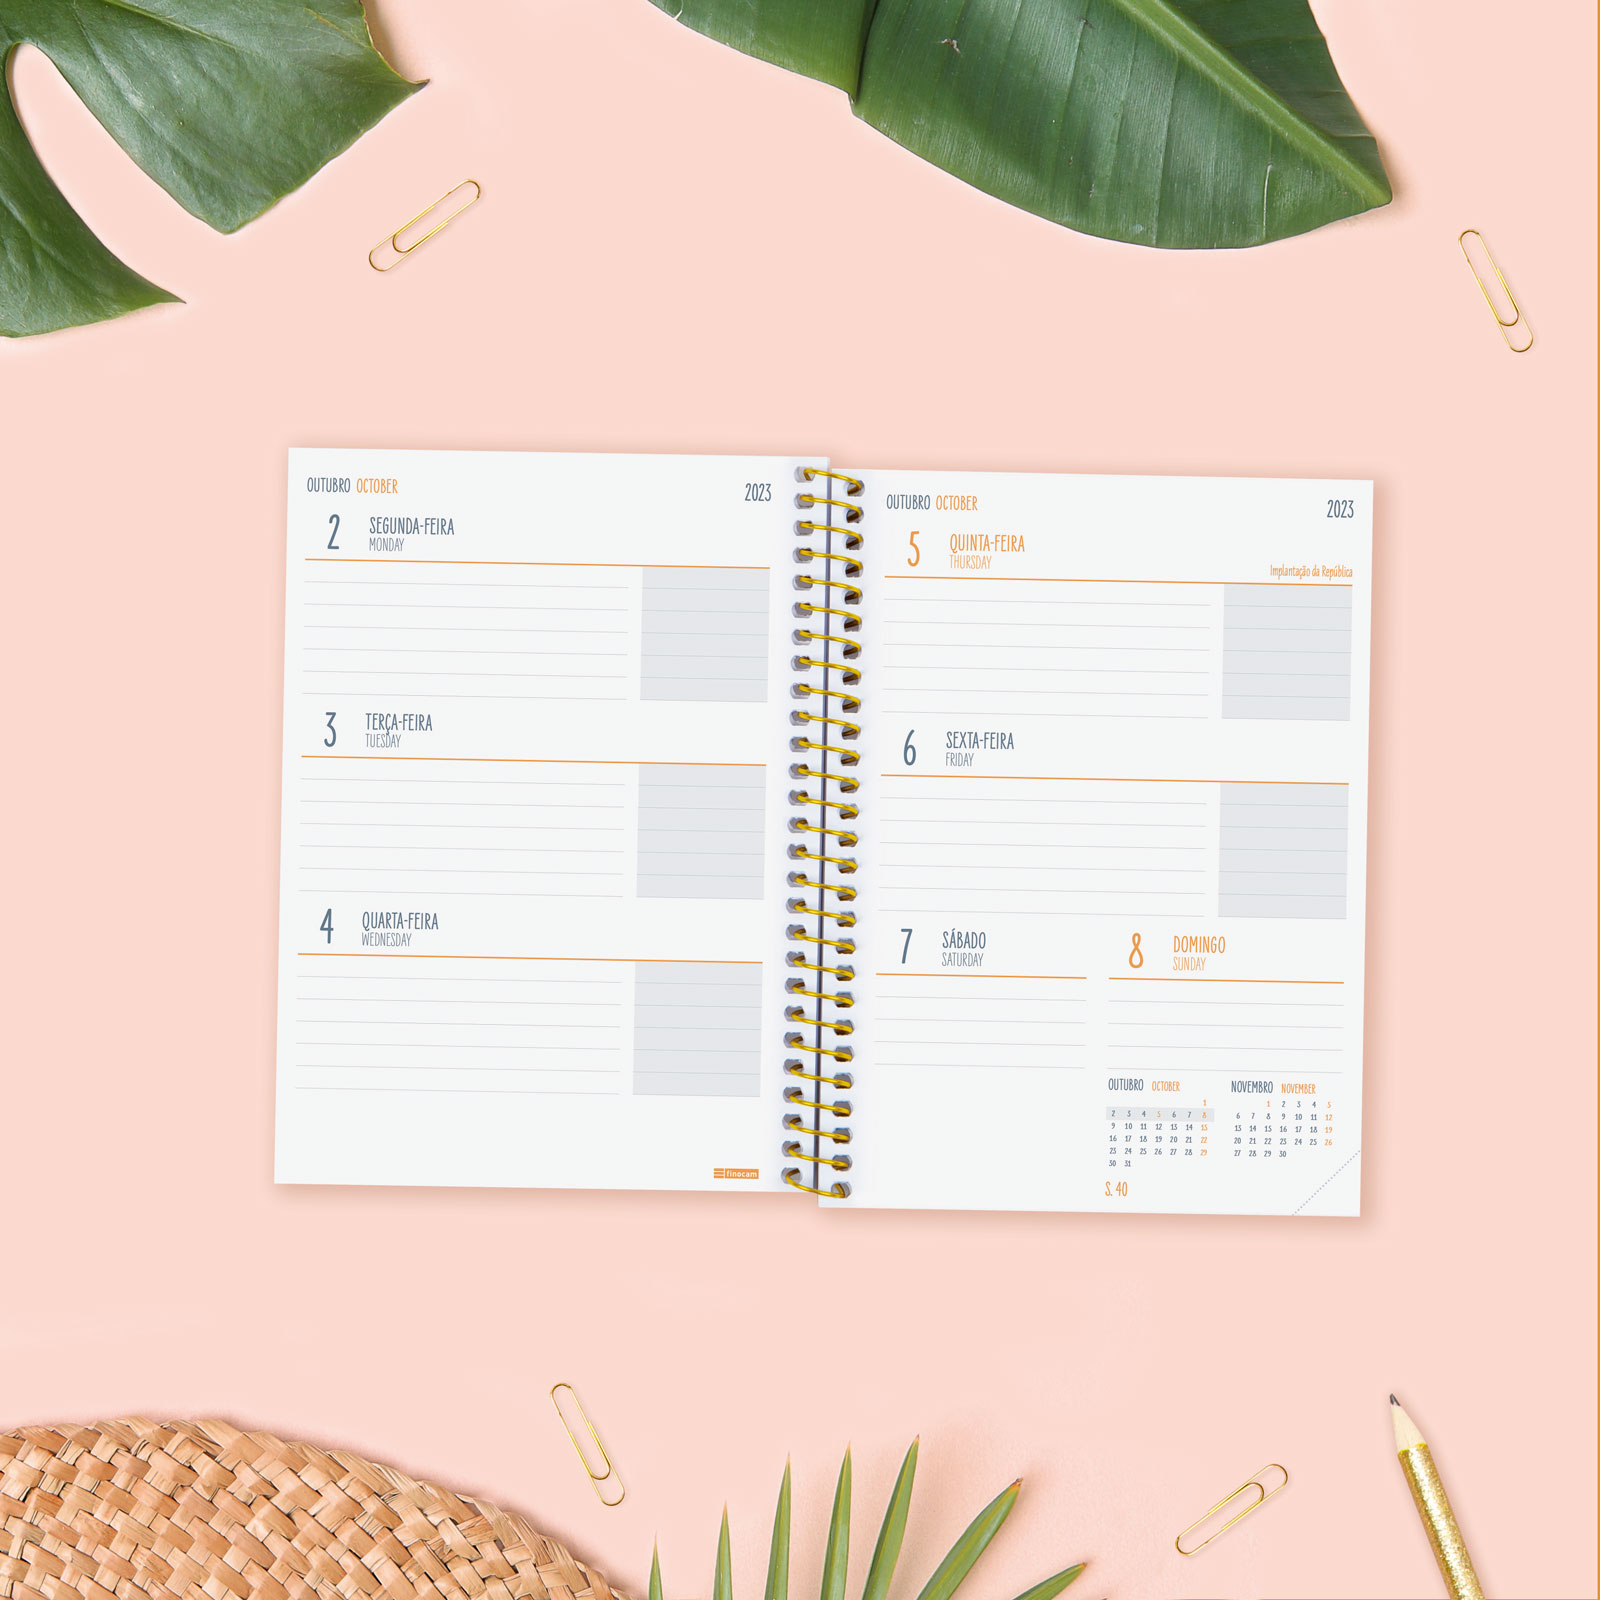 OUTUBRO OCTOBER
2023
2 SEGUNDA-FEIRA
MONDAY
3 TERÇA-FEIRA
TUESDAY
4 QUARTA-FEIRA
WEDNESDAY
finocam
OUTUBRO OCTOBER
2023
5 QUINTA-FEIRA
THURSDAY
Implantação da República
6 SEXTA-FEIRA
FRIDAY
7 SÁBADO
SATURDAY
8 DOMINGO
SUNDAY
OUTUBRO OCTOBER
1
2 3 4 5 6 7 8
9 10 11 12 13 14 15
16 17 18 19 20 21 22
23 24 25 26 27 28 29
30 31
NOVEMBRO NOVEMBER
1 2 3 4 5
6 7 8 9 10 11 12
13 14 15 16 17 18 19
20 21 22 23 24 25 26
27 28 29 30
S. 40